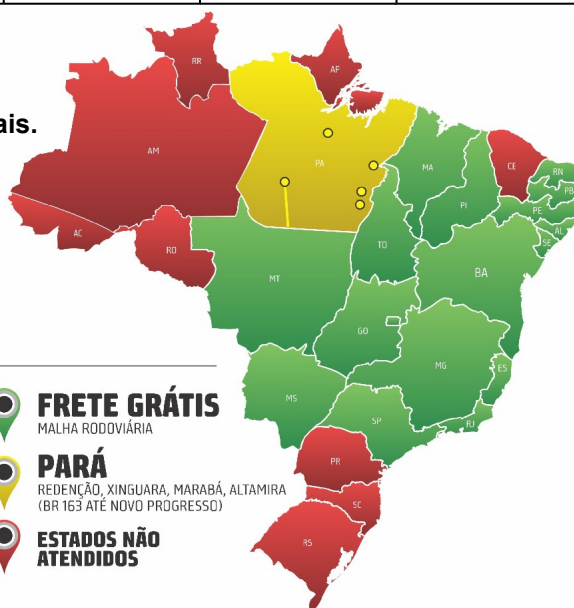 RR
AP
ais.
AM
PA
MA
CE
RN
PB
PI
PE
AL
SE
AC
RO
TO
BA
MT
GO
MG
ES
MS
SP
RJ
FRETE GRÁTIS
MALHA RODOVIÁRIA
PR
PARÁ
REDENÇÃO, XINGUARA, MARABÁ, ALTAMIRA
(BR 163 ATÉ NOVO PROGRESSO)
SC
ESTADOS NÃO
ATENDIDOS
RS